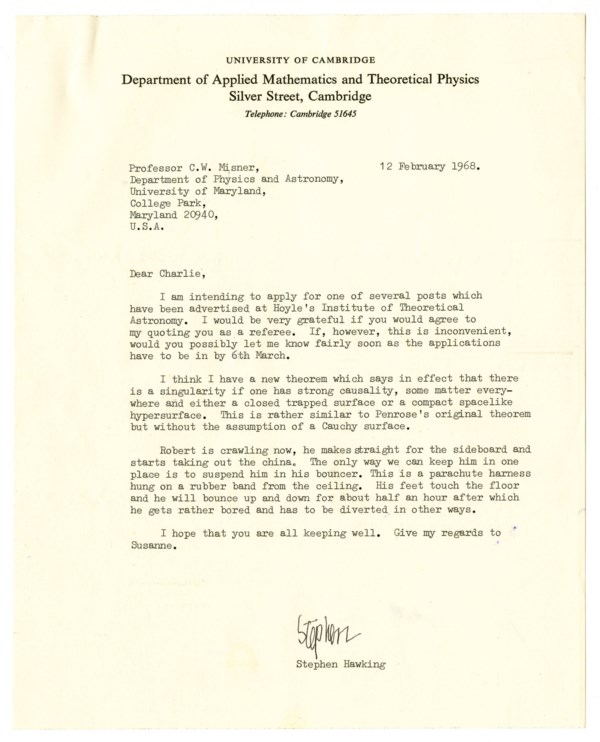 UNIVERSITY OF CAMBRIDGE
Department of Applied Mathematics and Theoretical Physics
Silver Street, Cambridge
Telephone: Cambridge 51645
Professor C.W. Misner, 12 February 1968.
Department of Physics and Astronomy,
University of Maryland,
College Park,
Maryland 20940,
U.S.A.
Dear Charlie,
I am intending to apply for one of several posts which
have been advertised at Hoyle's Institute of Theoretical
Astronomy. I would be very grateful if you would agree to
my quoting you as a referee. If, however, this is inconvenient,
would you possibly let me know fairly soon as the applications
have to be in by 6th March.
I think I have a new theorem which says in effect that there
is a singularity if one has strong causality, some matter every-
where and either a closed trapped surface or a compact spacelike
hypersurface. This is rather similar to Penrose's original theorem
but without the assumption of a Cauchy surface.
Robert is crawling now, he makes straight for the sideboard and
starts taking out the china. The only way we can keep him in one
place is to suspend him in his bouncer. This is a parachute harness
hung on a rubber band from the ceiling. His feet touch the floor
and he will bounce up and down for about half an hour after which
he gets rather bored and has to be diverted in other ways.
I hope that you are all keeping well. Give my regards to
Susanne.
Stephen
Stephen Hawking